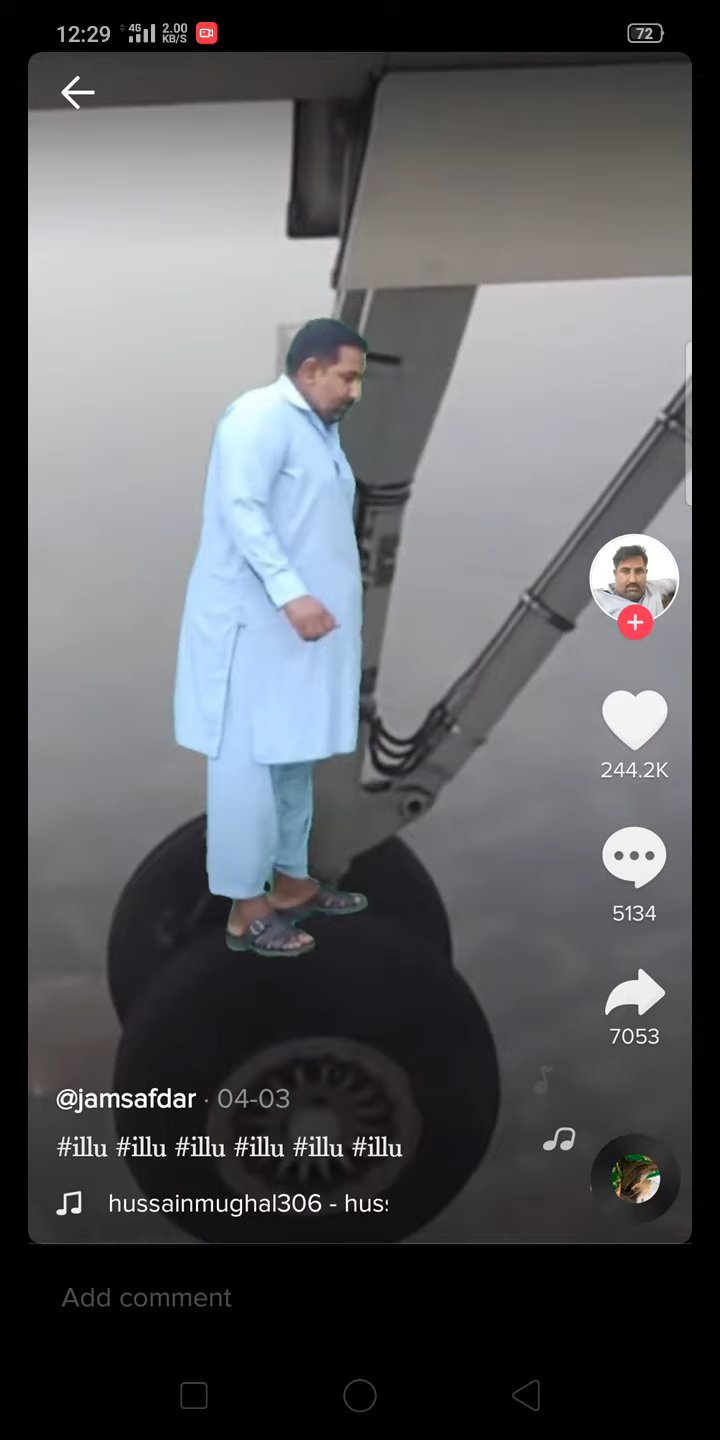 12:29 4G 2.00 KB/S 72
244.2K
5134
7053
@jamsafdar · 04-03
#illu #illu #illu #illu #illu #illu
hussainmughal306 - hus
Add comment